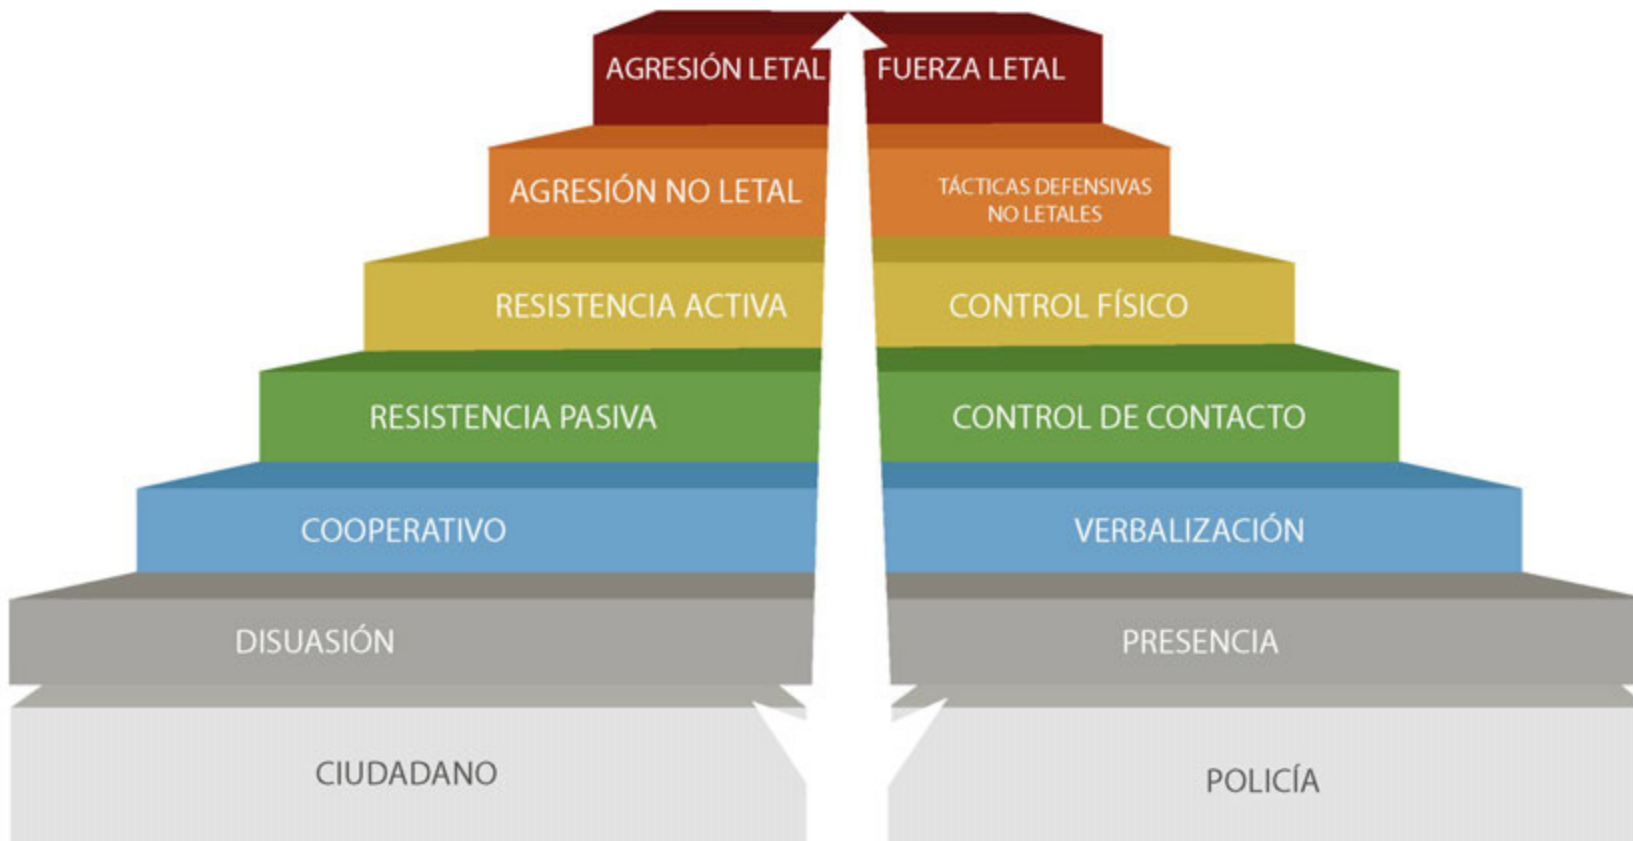 AGRESIÓN LETAL
FUERZA LETAL
AGRESIÓN NO LETAL
TÁCTICAS DEFENSIVAS
NO LETALES
RESISTENCIA ACTIVA
CONTROL FÍSICO
RESISTENCIA PASIVA
CONTROL DE CONTACTO
COOPERATIVO
VERBALIZACIÓN
DISUASIÓN
PRESENCIA
CIUDADANO
POLICÍA